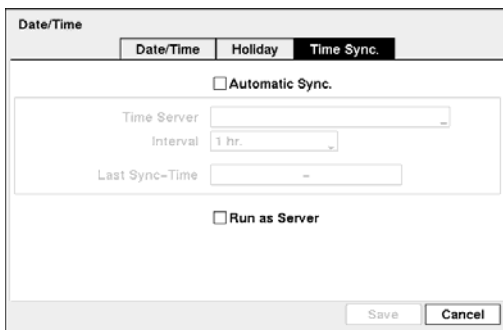 Date/Time
Date/Time Holiday Time Sync.
Automatic Sync.
Time Server
Interval 1 hr.
Last Sync-Time -
Run as Server
Save Cancel